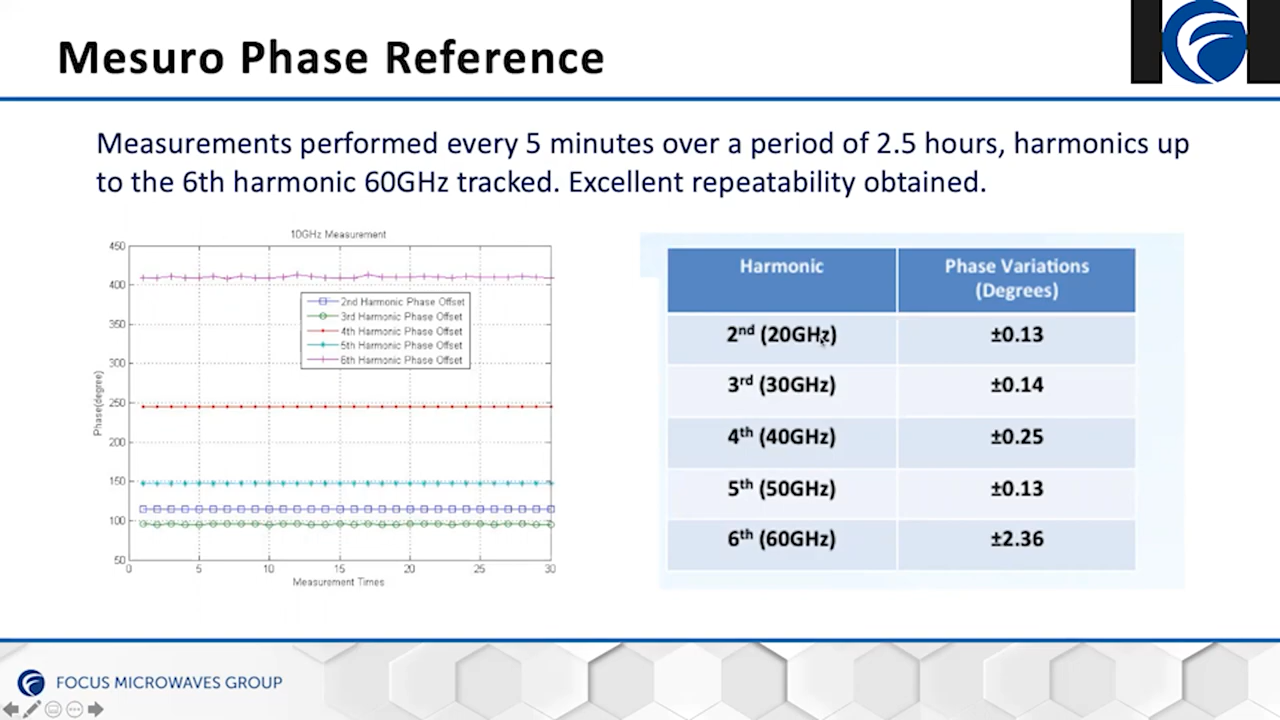 Mesuro Phase Reference
Measurements performed every 5 minutes over a period of 2.5 hours, harmonics up
to the 6th harmonic 60GHz tracked. Excellent repeatability obtained.
10GHz Measurement
450
400
350
300
250
200
150
100
50
0
5
10
15
20
25
30
Phase(degree)
Measurement Times
2nd Harmonic Phase Offset
3rd Harmonic Phase Offset
4th Harmonic Phase Offset
5th Harmonic Phase Offset
6th Harmonic Phase Offset
Harmonic Phase Variations
(Degrees)
2nd (20GHz) ±0.13
3rd (30GHz) ±0.14
4th (40GHz) ±0.25
5th (50GHz) ±0.13
6th (60GHz) ±2.36
FOCUS MICROWAVES GROUP